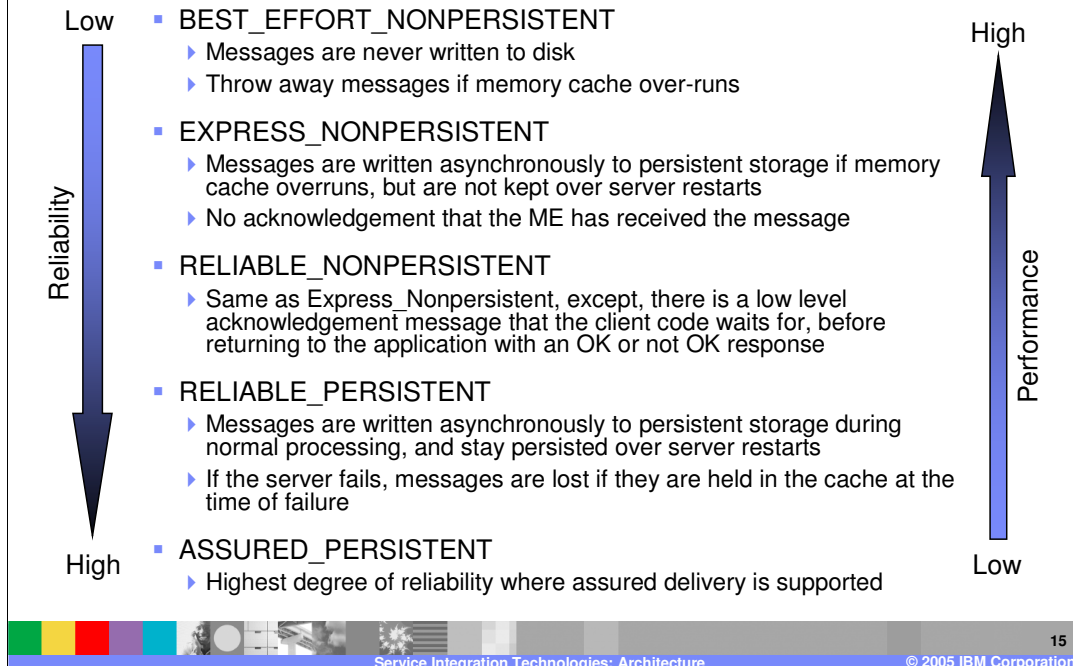 Low
High
Reliability
▪ BEST_EFFORT_NONPERSISTENT
Messages are never written to disk
Throw away messages if memory cache over-runs
▪ EXPRESS_NONPERSISTENT
Messages are written asynchronously to persistent storage if memory
cache overruns, but are not kept over server restarts
No acknowledgement that the ME has received the message
▪ RELIABLE_NONPERSISTENT
Same as Express_Nonpersistent, except, there is a low level
acknowledgement message that the client code waits for, before
returning to the application with an OK or not OK response
▪ RELIABLE_PERSISTENT
Messages are written asynchronously to persistent storage during
normal processing, and stay persisted over server restarts
If the server fails, messages are lost if they are held in the cache at the
time of failure
▪ ASSURED_PERSISTENT
Highest degree of reliability where assured delivery is supported
High
Performance
Low
15
Service Integration Technologies: Architecture
© 2005 IBM Corporation